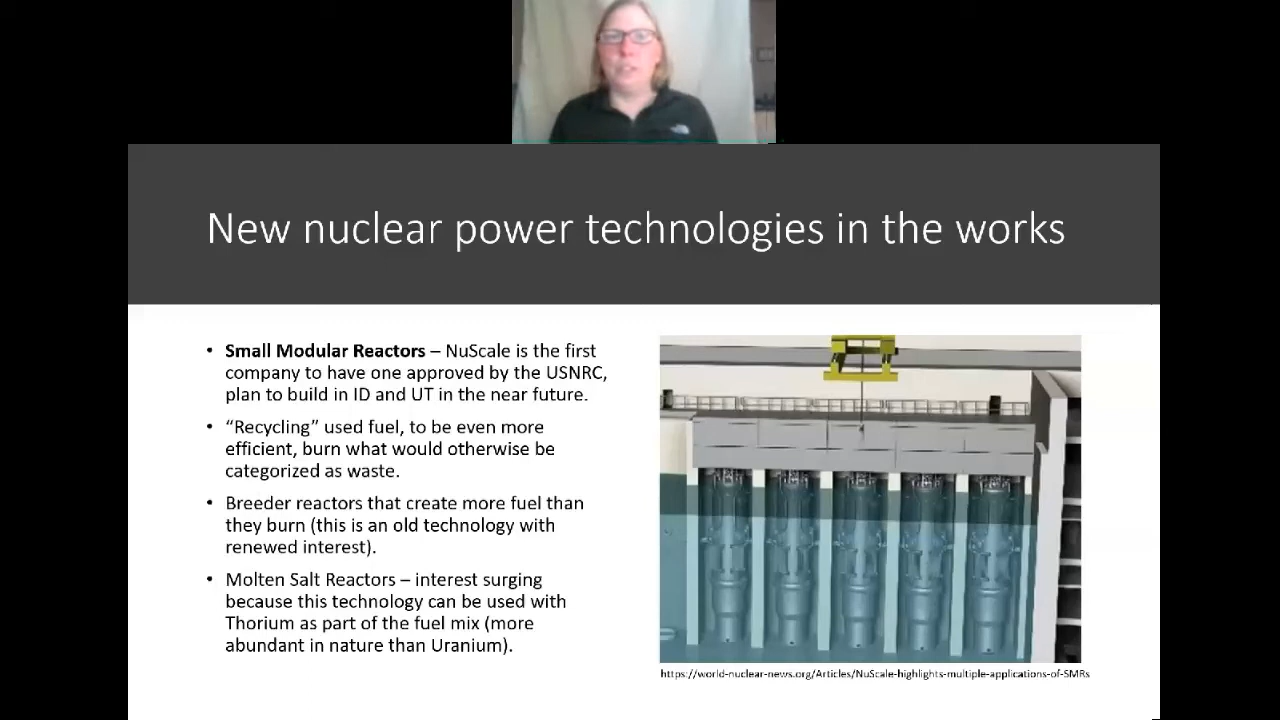 New nuclear power technologies in the works
• Small Modular Reactors – NuScale is the first
company to have one approved by the USNRC,
plan to build in ID and UT in the near future.
• “Recycling” used fuel, to be even more
efficient, burn what would otherwise be
categorized as waste.
• Breeder reactors that create more fuel than
they burn (this is an old technology with
renewed interest).
• Molten Salt Reactors – interest surging
because this technology can be used with
Thorium as part of the fuel mix (more
abundant in nature than Uranium).
https://world-nuclear-news.org/Articles/NuScale-highlights-multiple-applications-of-SMRs